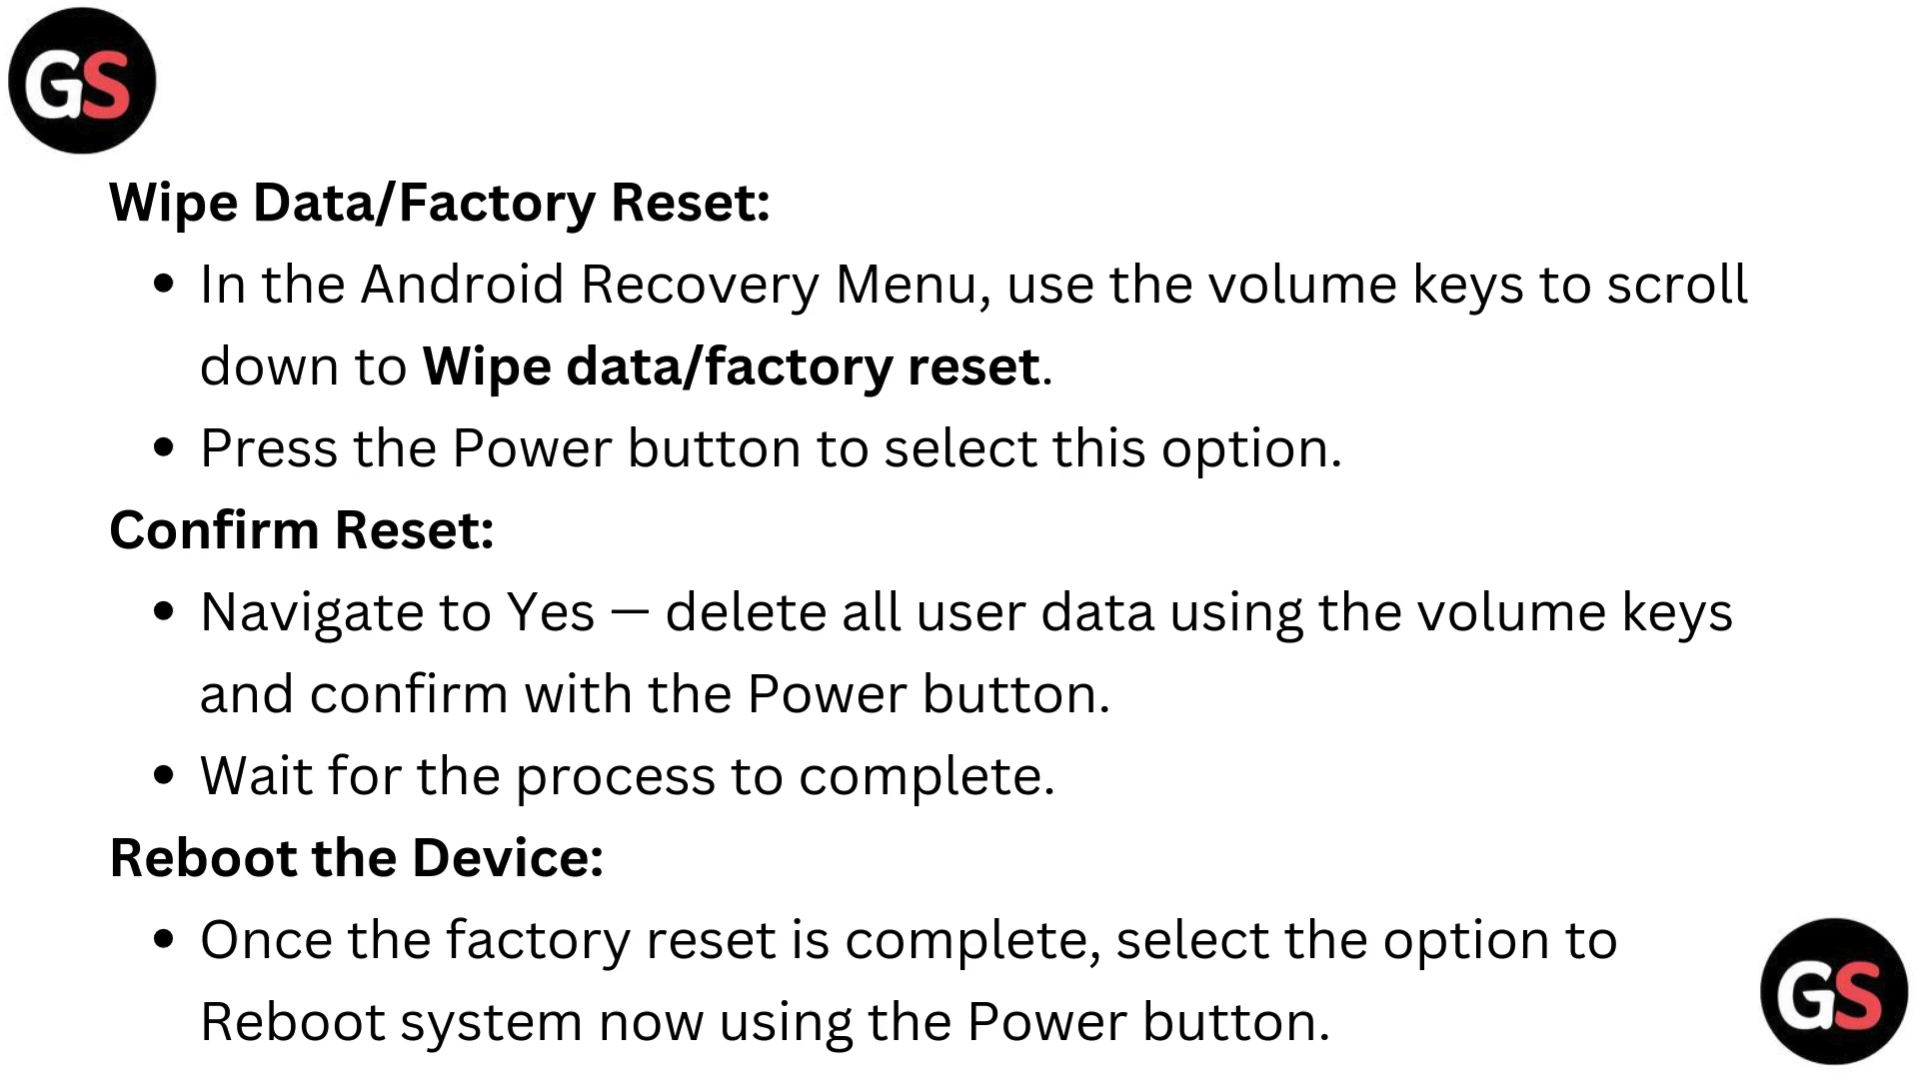 GS
Wipe Data/Factory Reset:
• In the Android Recovery Menu, use the volume keys to scroll
down to Wipe data/factory reset.
• Press the Power button to select this option.
Confirm Reset:
• Navigate to Yes — delete all user data using the volume keys
and confirm with the Power button.
• Wait for the process to complete.
Reboot the Device:
• Once the factory reset is complete, select the option to
Reboot system now using the Power button.
GS